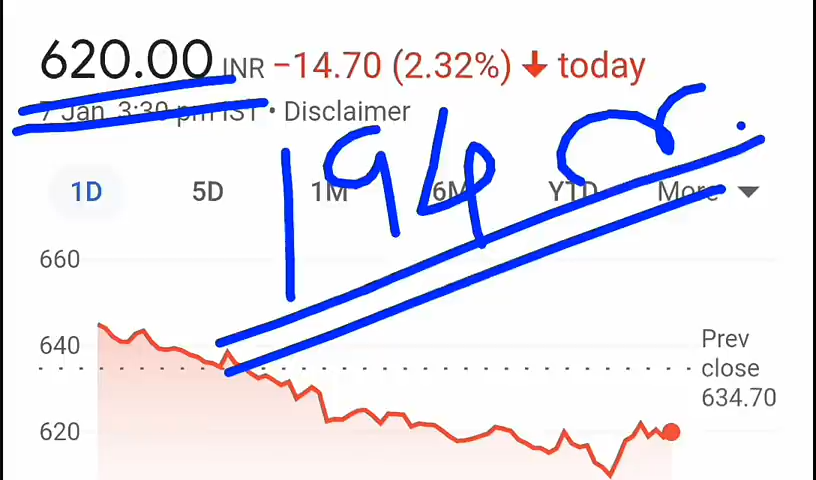 620.00 INR −14.70 (2.32%) ↓ today
7 Jan, 3:30 pm IST • Disclaimer
194 cr.
1D 5D 1M 6M YTD More
660
640
620
Prev
close
634.70